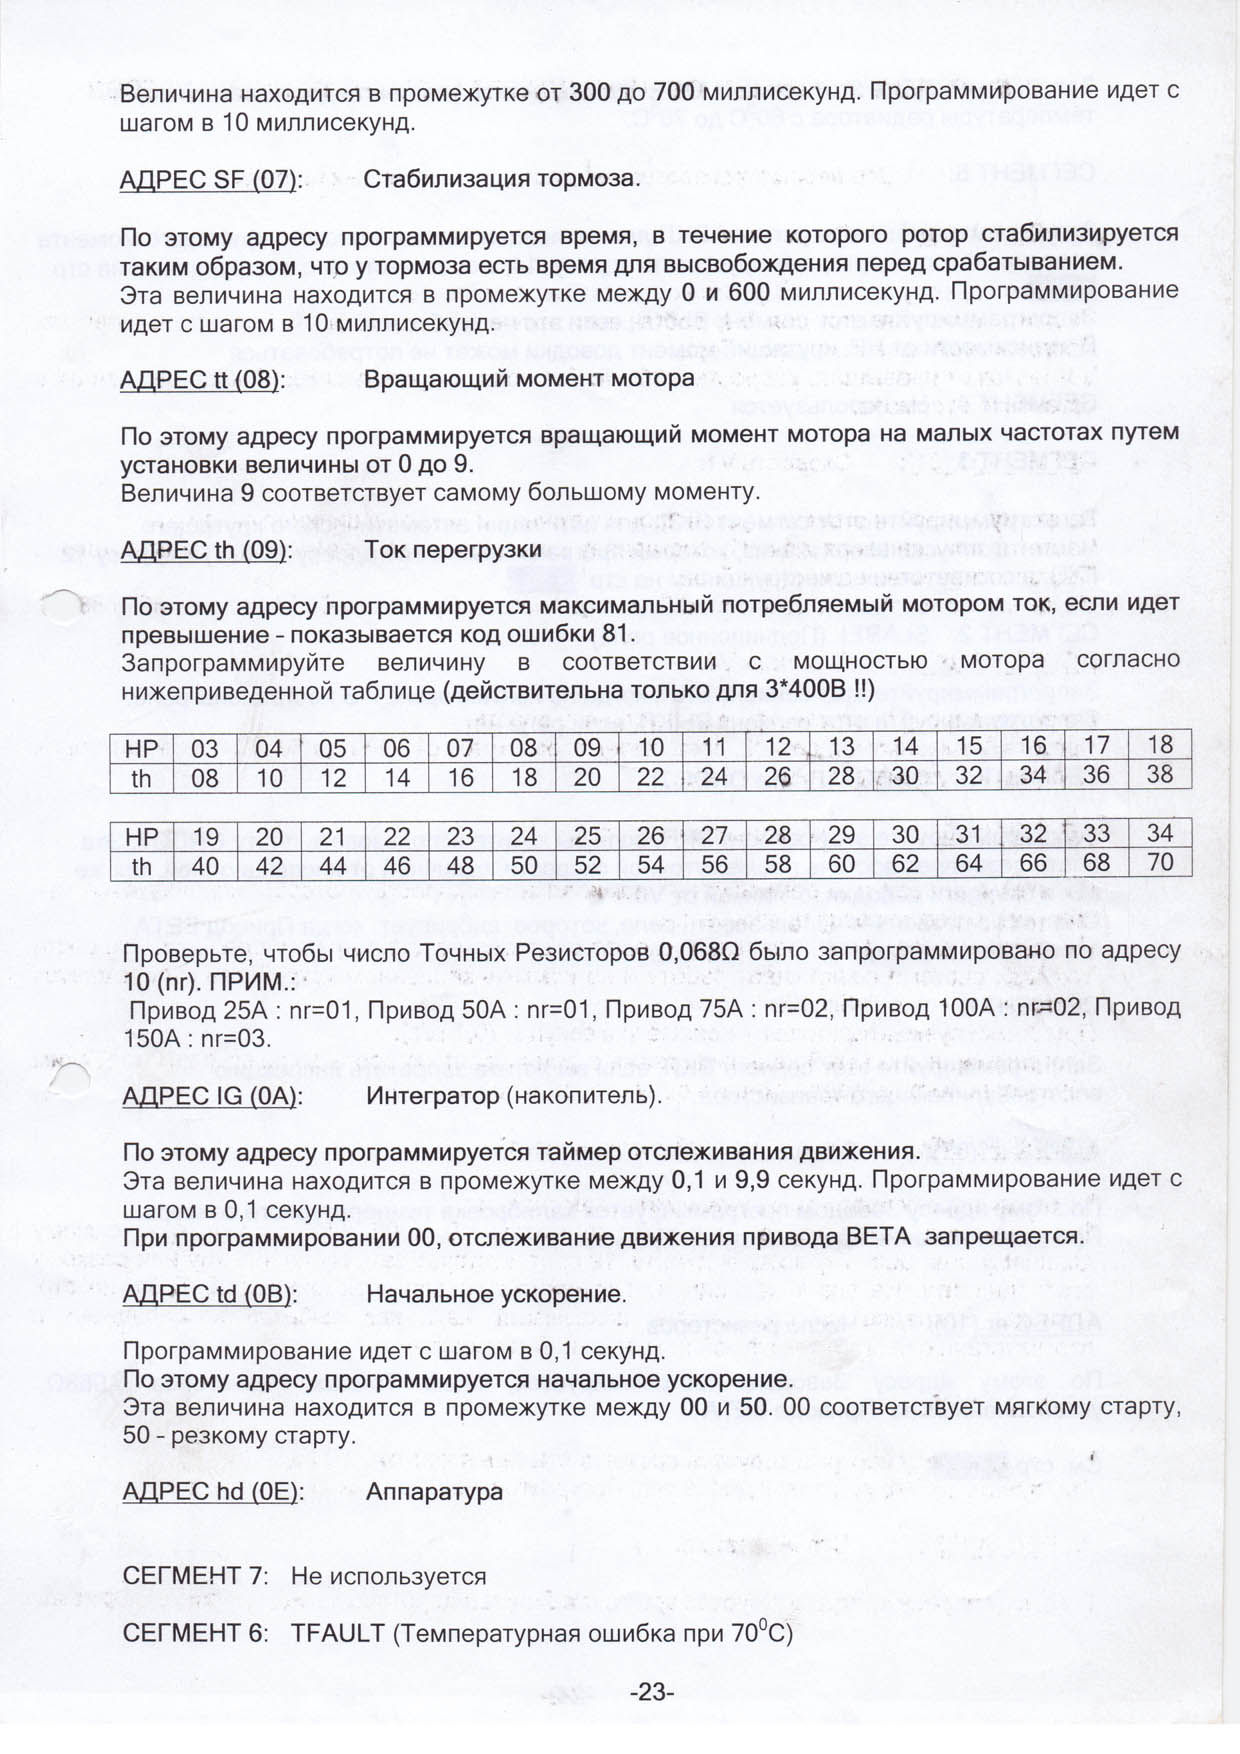 Величина находится в промежутке от 300 до 700 миллисекунд. Программирование идет с
шагом в 10 миллисекунд.
АДРЕС SF (07): Стабилизация тормоза.
По этому адресу программируется время, в течение которого ротор стабилизируется
таким образом, что у тормоза есть время для высвобождения перед срабатыванием.
Эта величина находится в промежутке между 0 и 600 миллисекунд. Программирование
идет с шагом в 10 миллисекунд.
АДРЕС tt (08): Вращающий момент мотора
По этому адресу программируется вращающий момент мотора на малых частотах путем
установки величины от 0 до 9.
Величина 9 соответствует самому большому моменту.
АДРЕС th (09): Ток перегрузки
По этому адресу программируется максимальный потребляемый мотором ток, если идет
превышение - показывается код ошибки 81.
Запрограммируйте величину в соответствии с мощностью мотора согласно
нижеприведенной таблице (действительна только для 3*400В !!)
HP 03 04 05 06 07 08 09 10 11 12 13 14 15 16 17 18
th 08 10 12 14 16 18 20 22 24 26 28 30 32 34 36 38
HP 19 20 21 22 23 24 25 26 27 28 29 30 31 32 33 34
th 40 42 44 46 48 50 52 54 56 58 60 62 64 66 68 70
Проверьте, чтобы число Точных Резисторов 0,068Ω было запрограммировано по адресу
10 (nr). ПРИМ.:
Привод 25А : nr=01, Привод 50А : nr=01, Привод 75А : nr=02, Привод 100А : nr=02, Привод
150А : nr=03.
АДРЕС IG (0A): Интегратор (накопитель).
По этому адресу программируется таймер отслеживания движения.
Эта величина находится в промежутке между 0,1 и 9,9 секунд. Программирование идет с
шагом в 0,1 секунд.
При программировании 00, отслеживание движения привода BETA запрещается.
АДРЕС td (0B): Начальное ускорение.
Программирование идет с шагом в 0,1 секунд.
По этому адресу программируется начальное ускорение.
Эта величина находится в промежутке между 00 и 50. 00 соответствует мягкому старту,
50 - резкому старту.
АДРЕС hd (0E): Аппаратура
СЕГМЕНТ 7: Не используется
СЕГМЕНТ 6: TFAULT (Температурная ошибка при 70⁰С)
-23-